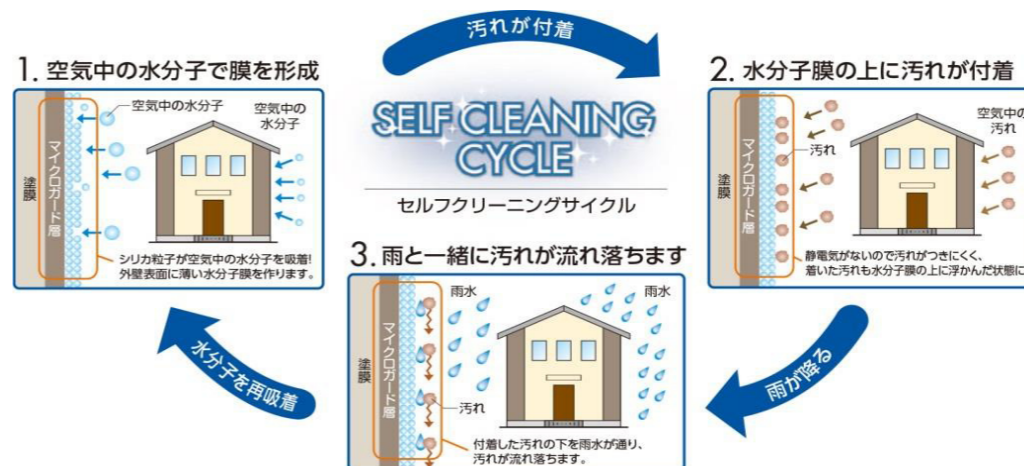 汚れが付着
1. 空気中の水分子で膜を形成
空気中の水分子
空気中の
水分子
マイクロガード層
塗膜
シリカ粒子が空気中の水分子を吸着!
外壁表面に薄い水分子膜を作ります。
SELF CLEANING
CYCLE
セルフクリーニングサイクル
2. 水分子膜の上に汚れが付着
空気中の
汚れ
汚れ
マイクロガード層
塗膜
静電気がないので汚れがつきにくく、
着いた汚れも水分子膜の上に浮かんだ状態に
雨が降る
3. 雨と一緒に汚れが流れ落ちます
雨水
雨水
マイクロガード層
塗膜
汚れ
付着した汚れの下を雨水が通り、
汚れが流れ落ちます。
水分子を再吸着